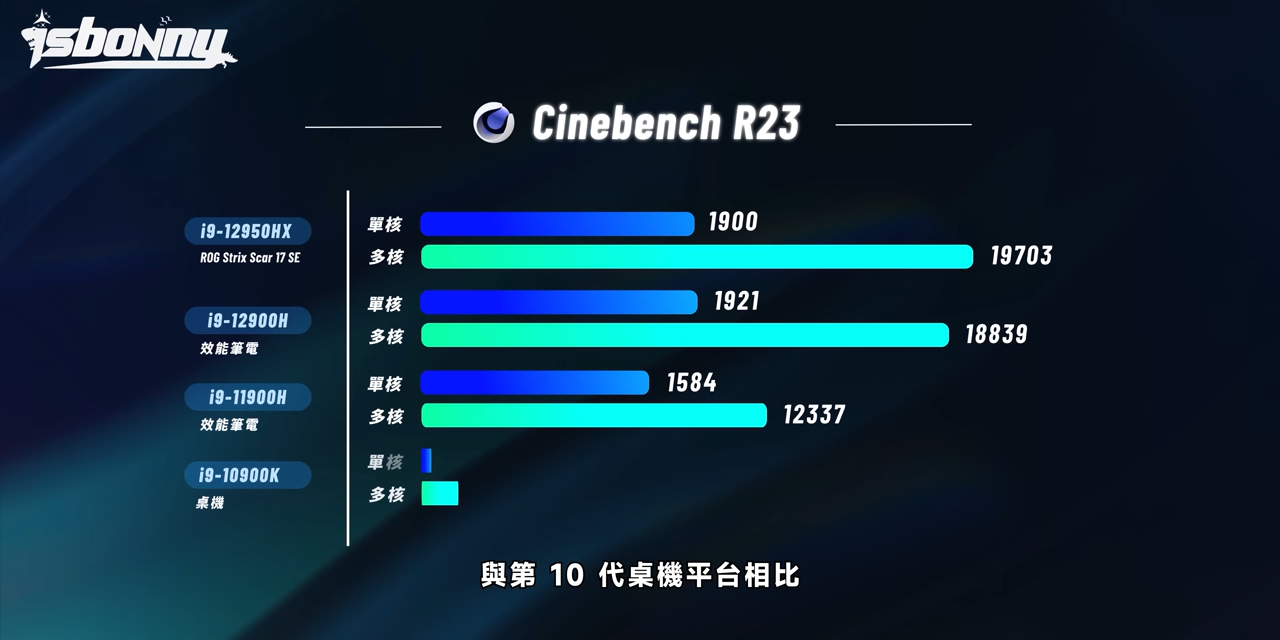 isbonny
Cinebench R23
i9-12950HX
ROG Strix Scar 17 SE
單核 1900
多核 19703
i9-12900H
效能筆電
單核 1921
多核 18839
i9-11900H
效能筆電
單核 1584
多核 12337
i9-10900K
桌機
單核
多核
與第 10 代桌機平台相比